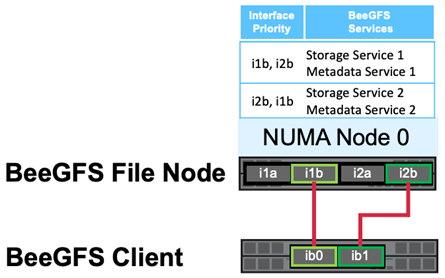 Interface Priority
BeeGFS Services
i1b, i2b
Storage Service 1
Metadata Service 1
i2b, i1b
Storage Service 2
Metadata Service 2
NUMA Node 0
BeeGFS File Node
i1a i1b i2a i2b
BeeGFS Client
ib0 ib1